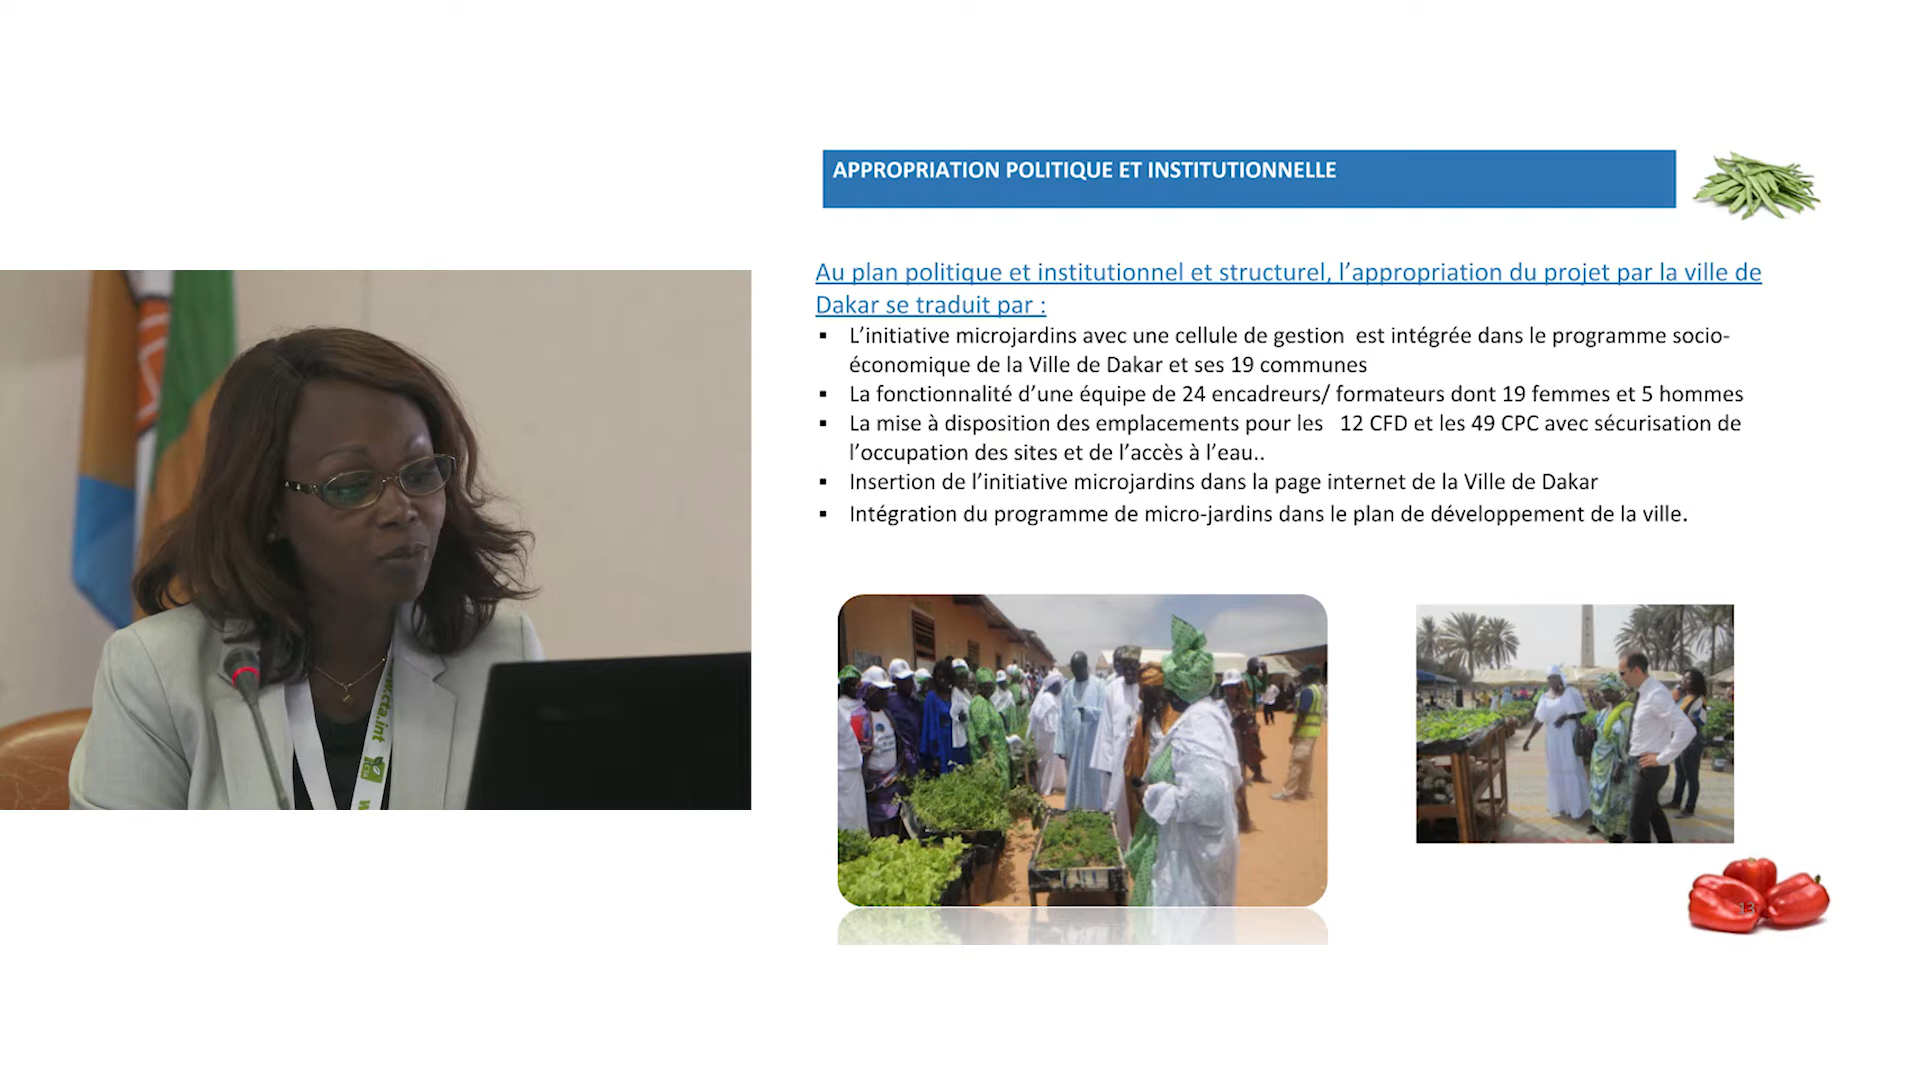 APPROPRIATION POLITIQUE ET INSTITUTIONNELLE
Au plan politique et institutionnel et structurel, l’appropriation du projet par la ville de
Dakar se traduit par :
▪ L’initiative microjardins avec une cellule de gestion est intégrée dans le programme socio-
économique de la Ville de Dakar et ses 19 communes
▪ La fonctionnalité d’une équipe de 24 encadreurs/ formateurs dont 19 femmes et 5 hommes
▪ La mise à disposition des emplacements pour les 12 CFD et les 49 CPC avec sécurisation de
l’occupation des sites et de l’accès à l’eau..
▪ Insertion de l’initiative microjardins dans la page internet de la Ville de Dakar
▪ Intégration du programme de micro-jardins dans le plan de développement de la ville.
13